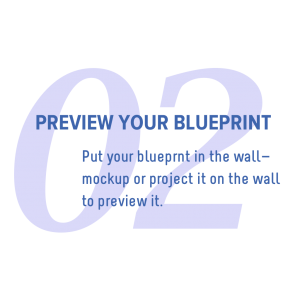 02
PREVIEW YOUR BLUEPRINT
Put your blueprnt in the wall–
mockup or project it on the wall
to preview it.